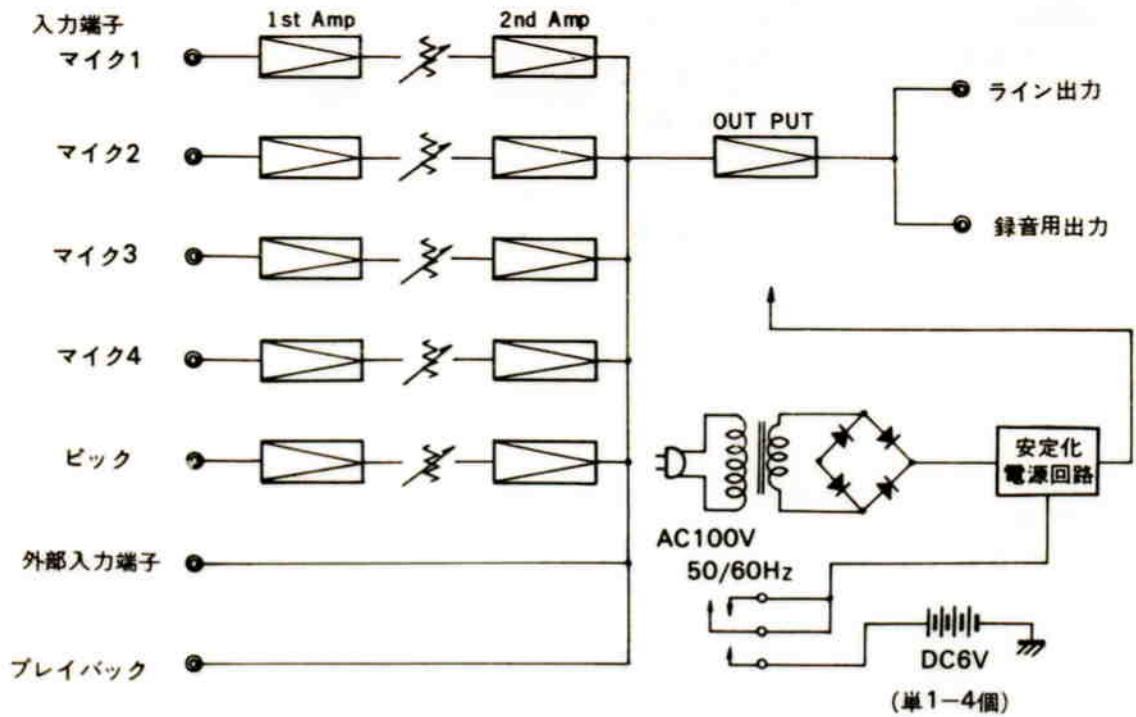 入力端子
1st Amp
2nd Amp
マイク1
ライン出力
マイク2
OUT PUT
マイク3
録音用出力
マイク4
ピック
安定化
電源回路
AC100V
50/60Hz
外部入力端子
プレイバック
DC6V
(単1-4個)